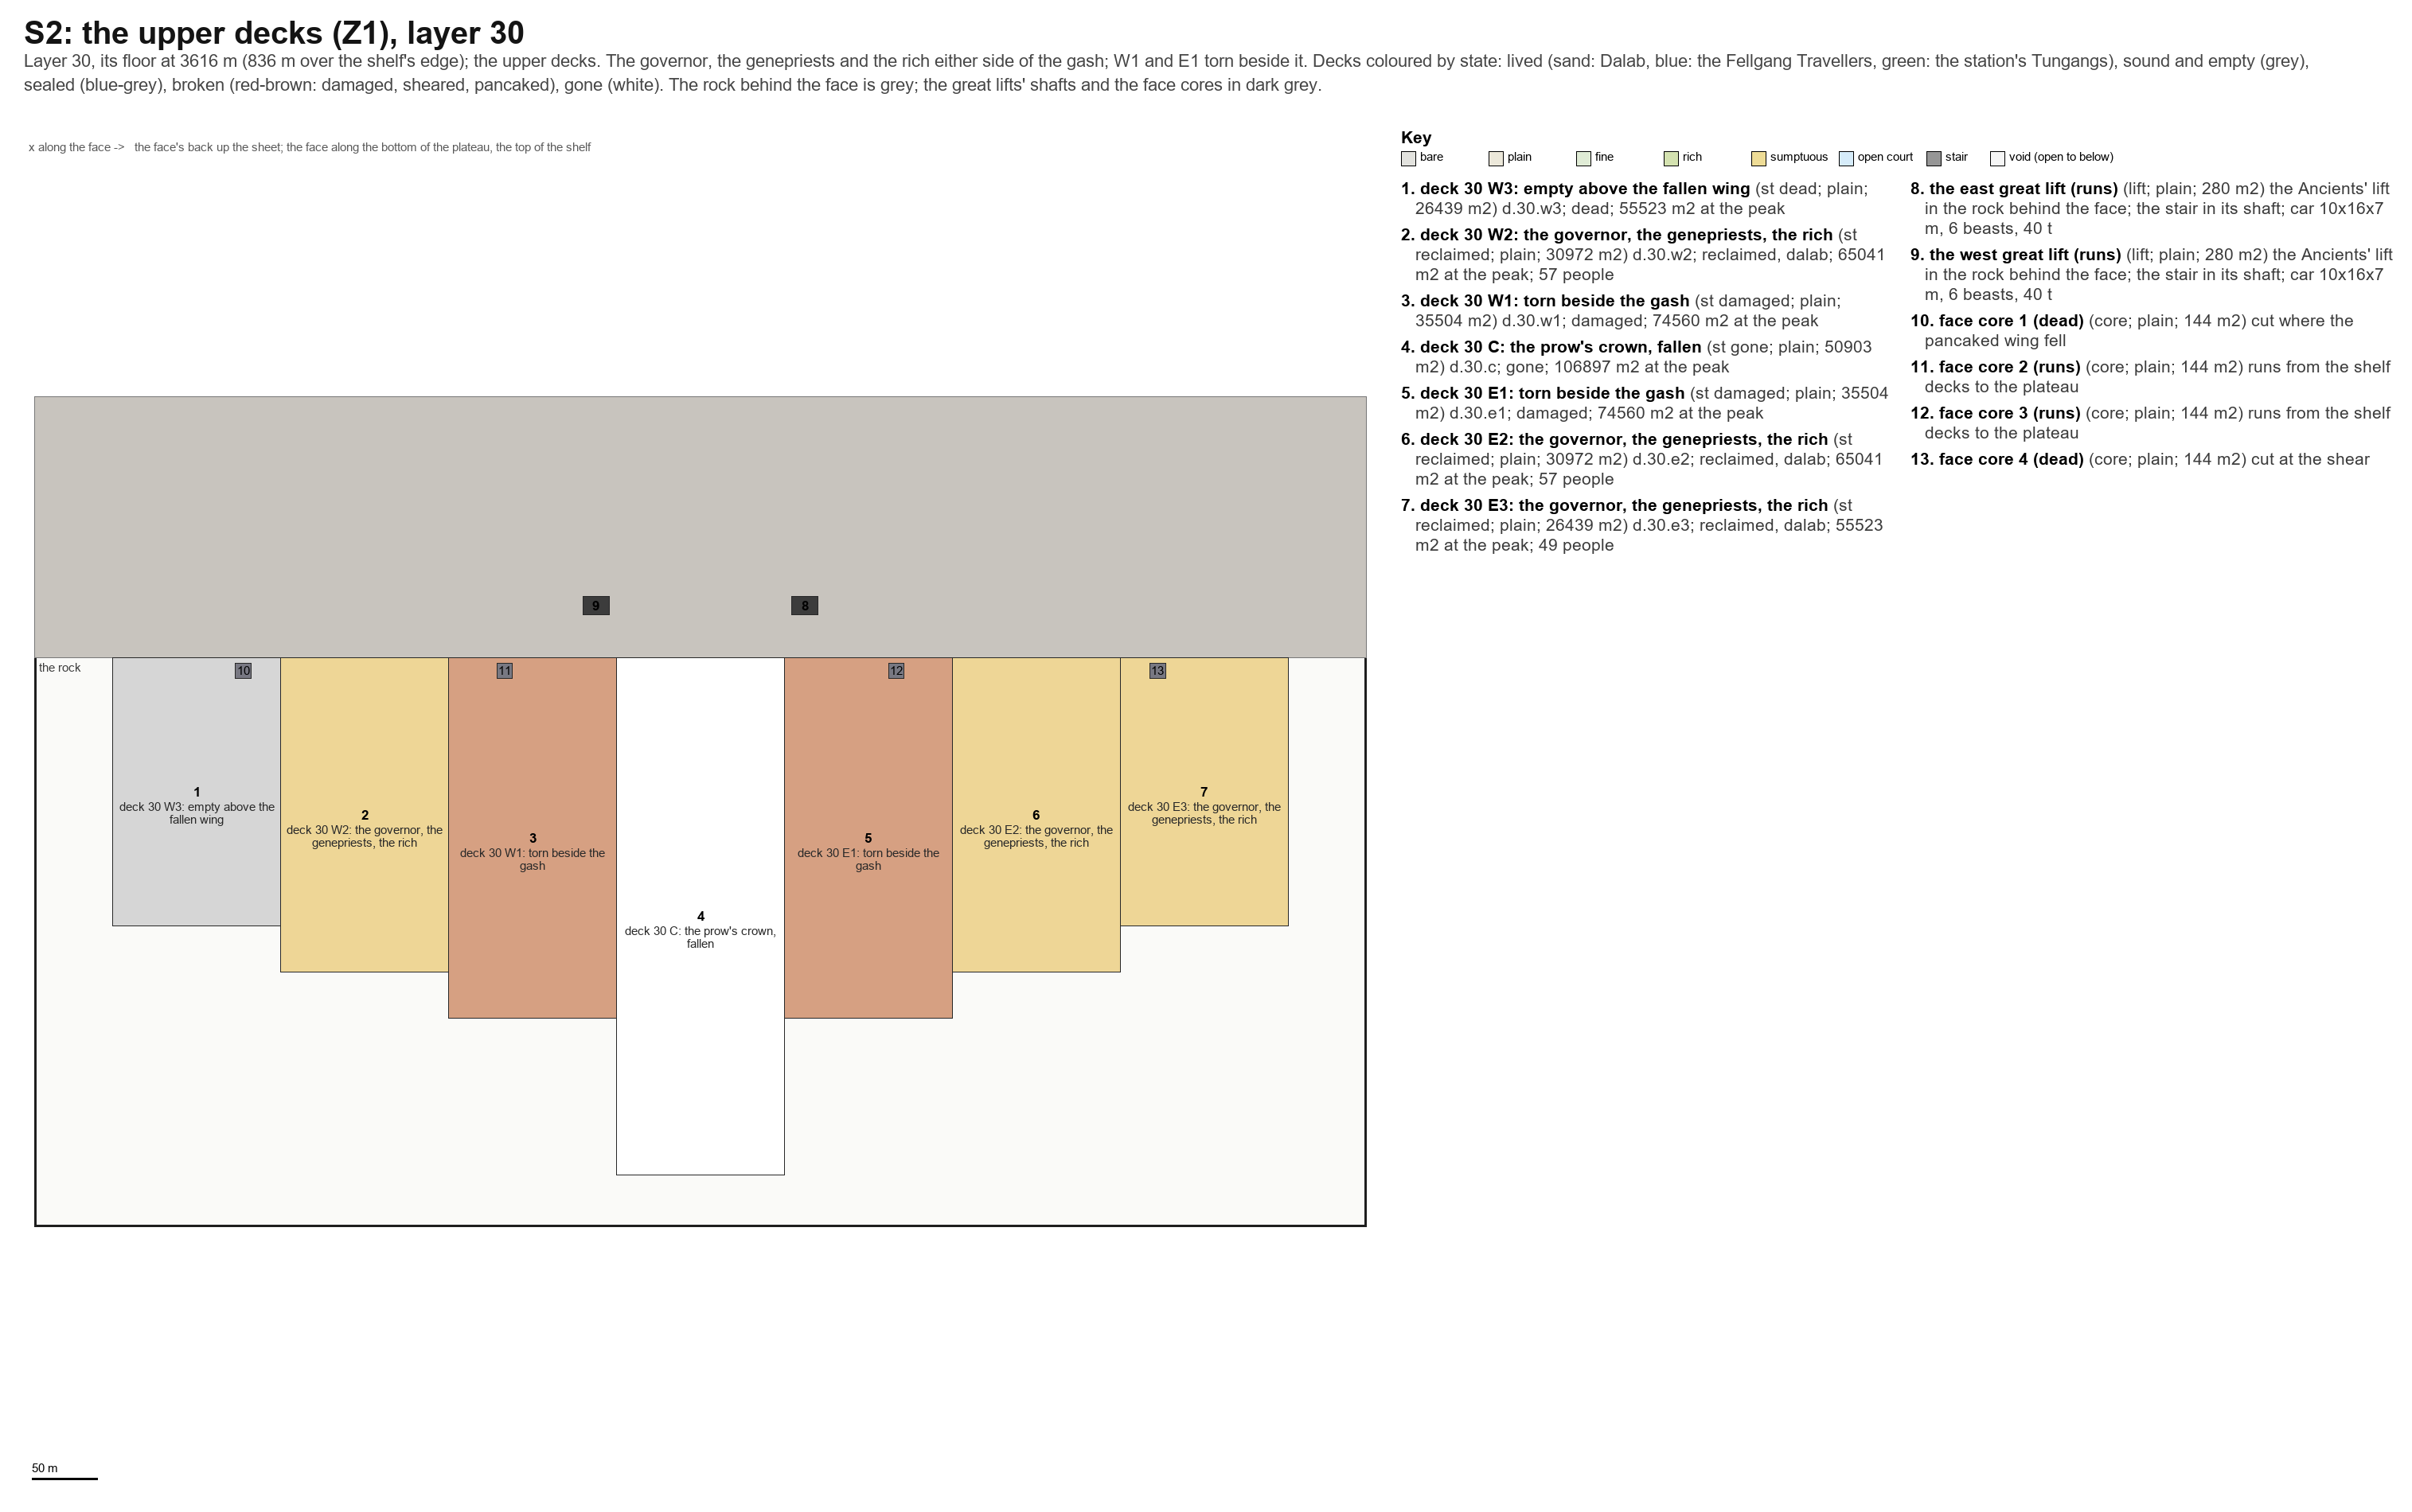 S2: the upper decks (Z1), layer 30
Layer 30, its floor at 3616 m (836 m over the shelf's edge); the upper decks. The governor, the genepriests and the rich either side of the gash; W1 and E1 torn beside it. Decks coloured by state: lived (sand: Dalab, blue: the Fellgang Travellers, green: the station's Tungangs), sound and empty (grey),
sealed (blue-grey), broken (red-brown: damaged, sheared, pancaked), gone (white). The rock behind the face is grey; the great lifts' shafts and the face cores in dark grey.
x along the face -> the face's back up the sheet; the face along the bottom of the plateau, the top of the shelf
9
8
the rock
10
11
12
13
1
deck 30 W3: empty above the
fallen wing
2
deck 30 W2: the governor, the
genepriests, the rich
3
deck 30 W1: torn beside the
gash
4
deck 30 C: the prow's crown,
fallen
5
deck 30 E1: torn beside the
gash
6
deck 30 E2: the governor, the
genepriests, the rich
7
deck 30 E3: the governor, the
genepriests, the rich
50 m
Key
bare plain fine rich sumptuous open court stair void (open to below)
1. deck 30 W3: empty above the fallen wing (st dead; plain;
26439 m2) d.30.w3; dead; 55523 m2 at the peak
2. deck 30 W2: the governor, the genepriests, the rich (st
reclaimed; plain; 30972 m2) d.30.w2; reclaimed, dalab; 65041
m2 at the peak; 57 people
3. deck 30 W1: torn beside the gash (st damaged; plain;
35504 m2) d.30.w1; damaged; 74560 m2 at the peak
4. deck 30 C: the prow's crown, fallen (st gone; plain; 50903
m2) d.30.c; gone; 106897 m2 at the peak
5. deck 30 E1: torn beside the gash (st damaged; plain; 35504
m2) d.30.e1; damaged; 74560 m2 at the peak
6. deck 30 E2: the governor, the genepriests, the rich (st
reclaimed; plain; 30972 m2) d.30.e2; reclaimed, dalab; 65041
m2 at the peak; 57 people
7. deck 30 E3: the governor, the genepriests, the rich (st
reclaimed; plain; 26439 m2) d.30.e3; reclaimed, dalab; 55523
m2 at the peak; 49 people
8. the east great lift (runs) (lift; plain; 280 m2) the Ancients' lift
in the rock behind the face; the stair in its shaft; car 10x16x7
m, 6 beasts, 40 t
9. the west great lift (runs) (lift; plain; 280 m2) the Ancients' lift
in the rock behind the face; the stair in its shaft; car 10x16x7
m, 6 beasts, 40 t
10. face core 1 (dead) (core; plain; 144 m2) cut where the
pancaked wing fell
11. face core 2 (runs) (core; plain; 144 m2) runs from the shelf
decks to the plateau
12. face core 3 (runs) (core; plain; 144 m2) runs from the shelf
decks to the plateau
13. face core 4 (dead) (core; plain; 144 m2) cut at the shear